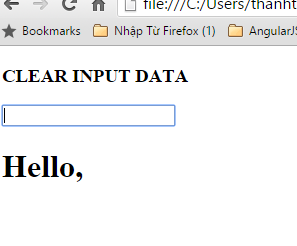 file:///C:/Users/thanht
Bookmarks Nhập Từ Firefox (1) AngularJS
CLEAR INPUT DATA
Hello,